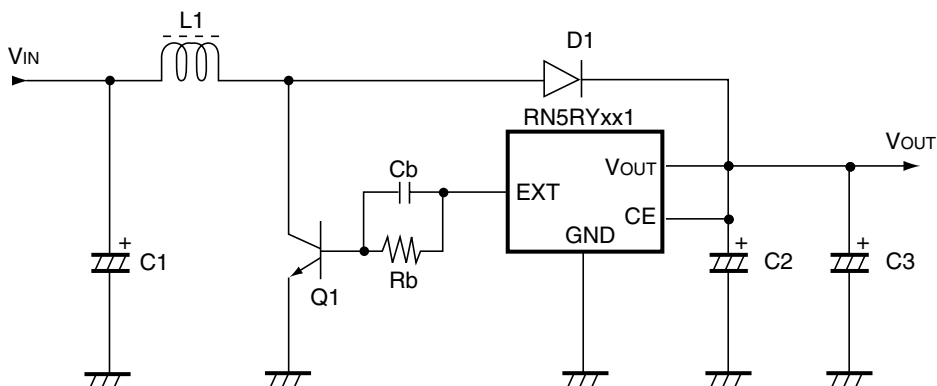 L1
VIN
D1
RN5RYxx1
VOUT
VOUT
Cb
EXT
CE
GND
+
C1
Rb
Q1
+
C2
+
C3